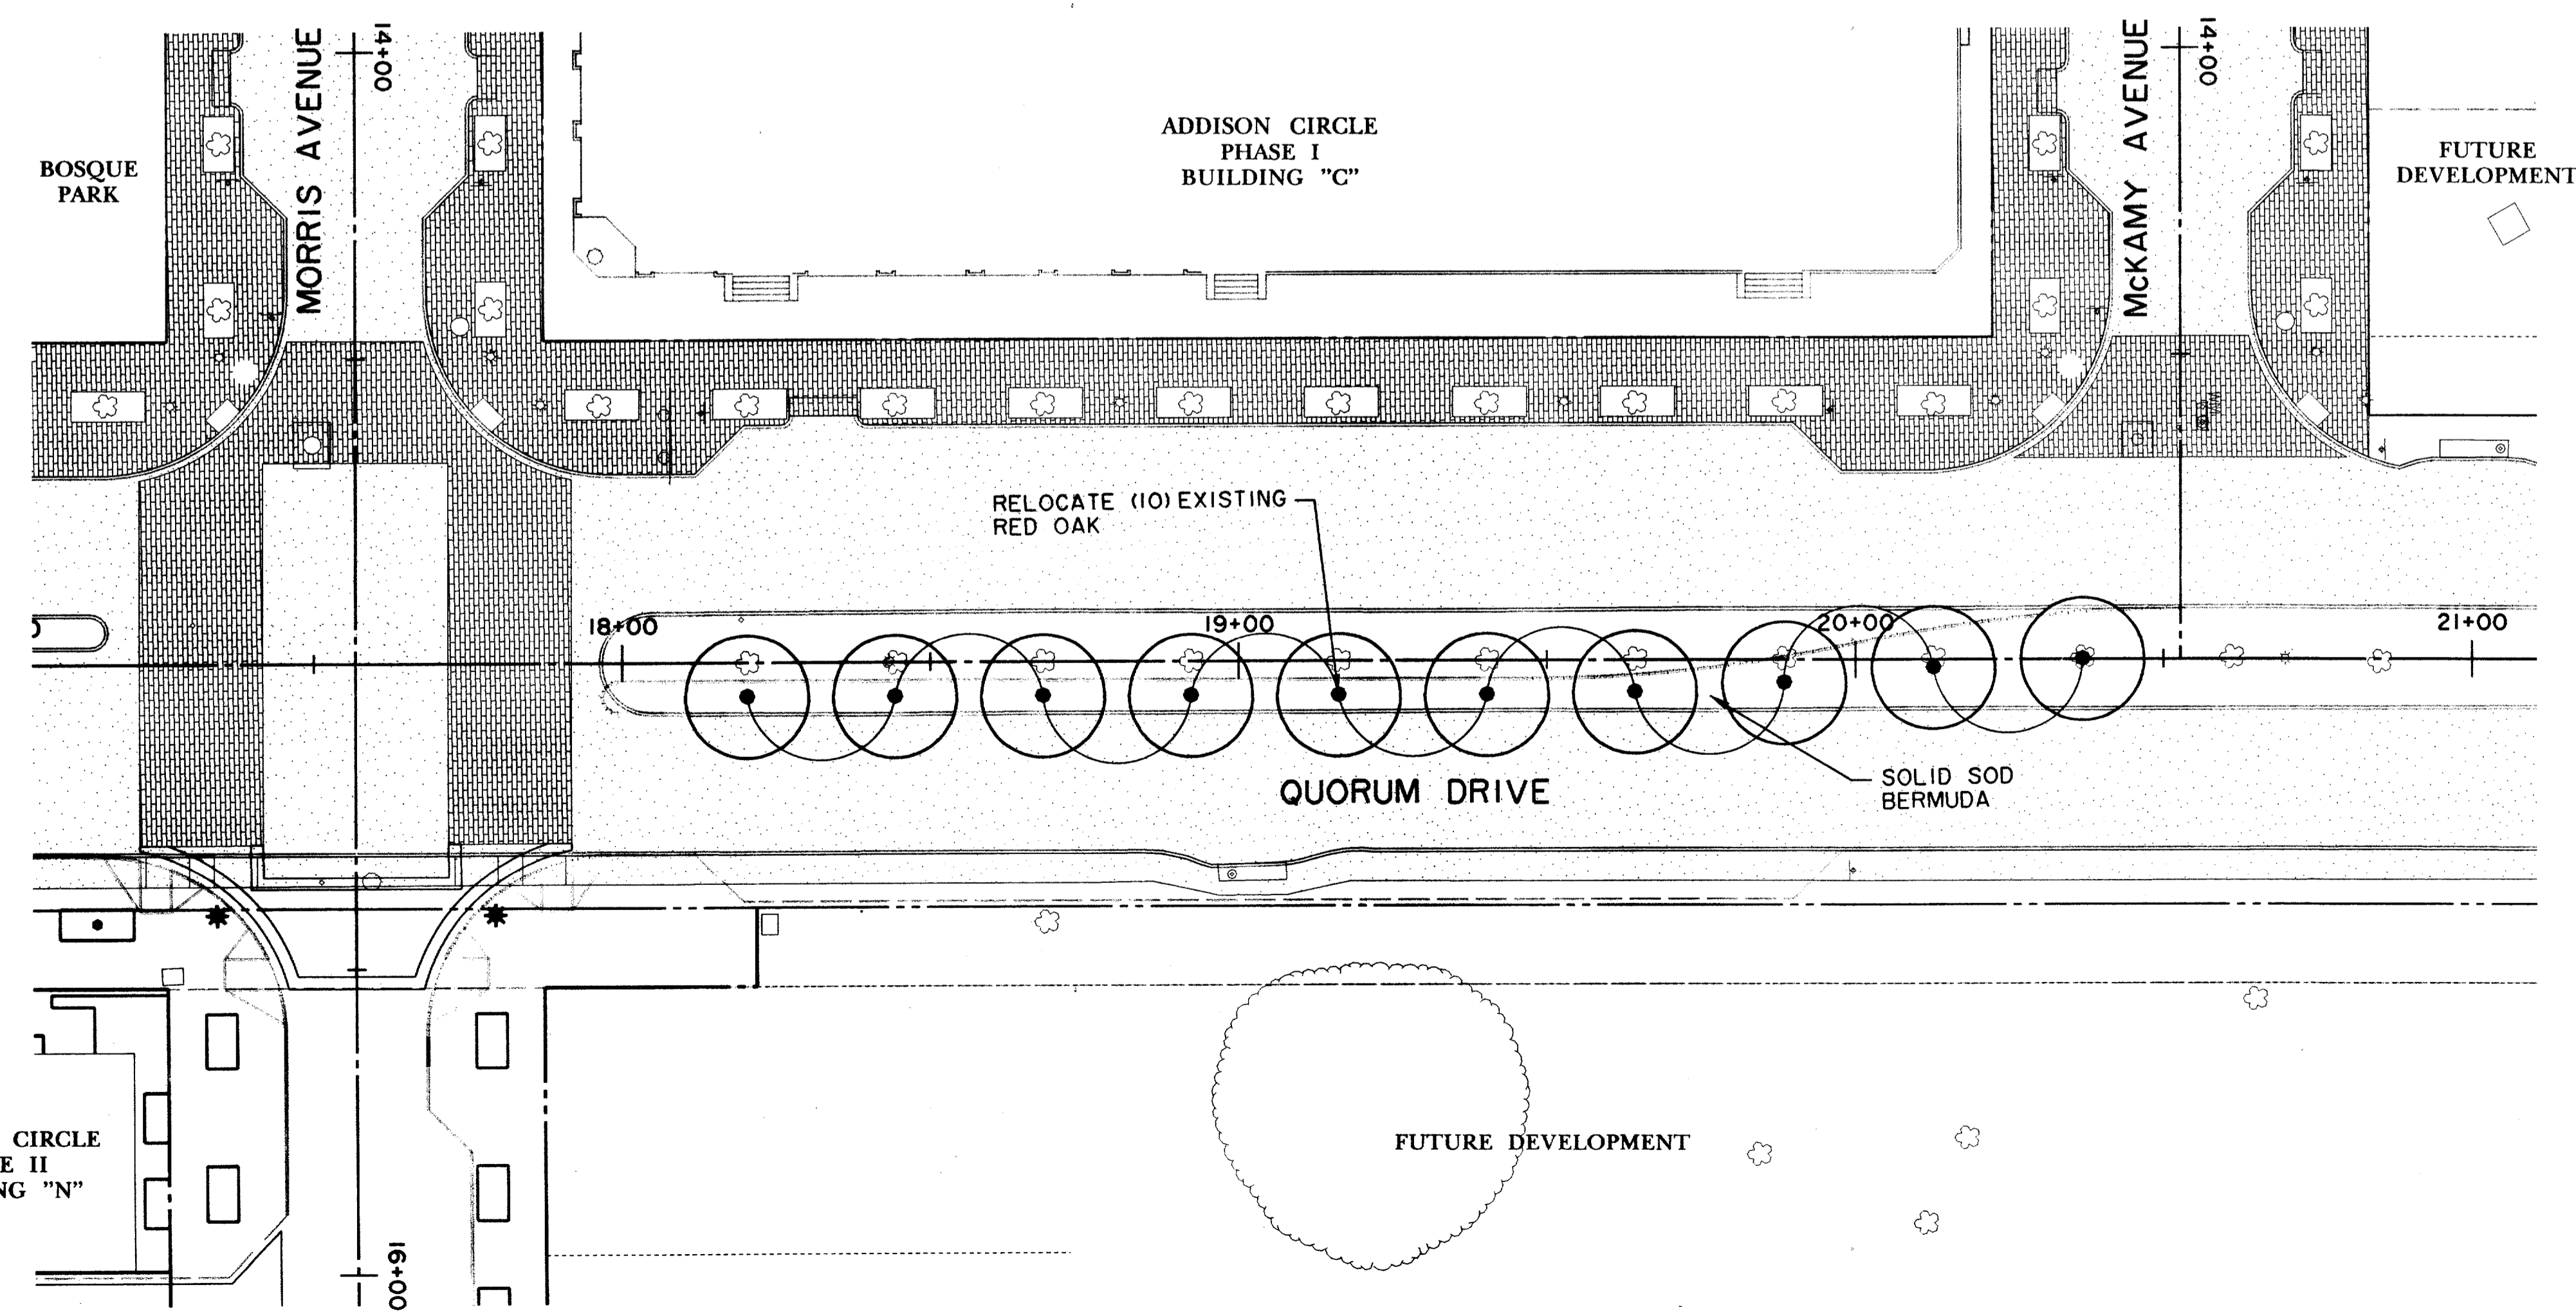 MORRIS AVENUE
14+00
McKAMY AVENUE
14+00
BOSQUE
PARK
ADDISON CIRCLE
PHASE I
BUILDING "C"
FUTURE
DEVELOPMENT
RELOCATE (10) EXISTING
RED OAK
18+00
19+00
20+00
21+00
QUORUM DRIVE
SOLID SOD
BERMUDA
CIRCLE
E II
NG "N"
FUTURE DEVELOPMENT
16+00